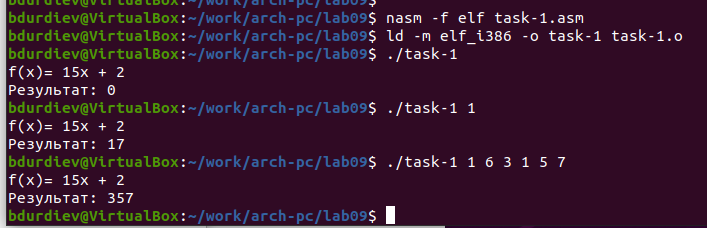 bdurdiev@VirtualBox:~/work/arch-pc/lab09$ nasm -f elf task-1.asm
bdurdiev@VirtualBox:~/work/arch-pc/lab09$ ld -m elf_i386 -o task-1 task-1.o
bdurdiev@VirtualBox:~/work/arch-pc/lab09$ ./task-1
f(x)= 15x + 2
Результат: 0
bdurdiev@VirtualBox:~/work/arch-pc/lab09$ ./task-1 1
f(x)= 15x + 2
Результат: 17
bdurdiev@VirtualBox:~/work/arch-pc/lab09$ ./task-1 1 6 3 1 5 7
f(x)= 15x + 2
Результат: 357
bdurdiev@VirtualBox:~/work/arch-pc/lab09$